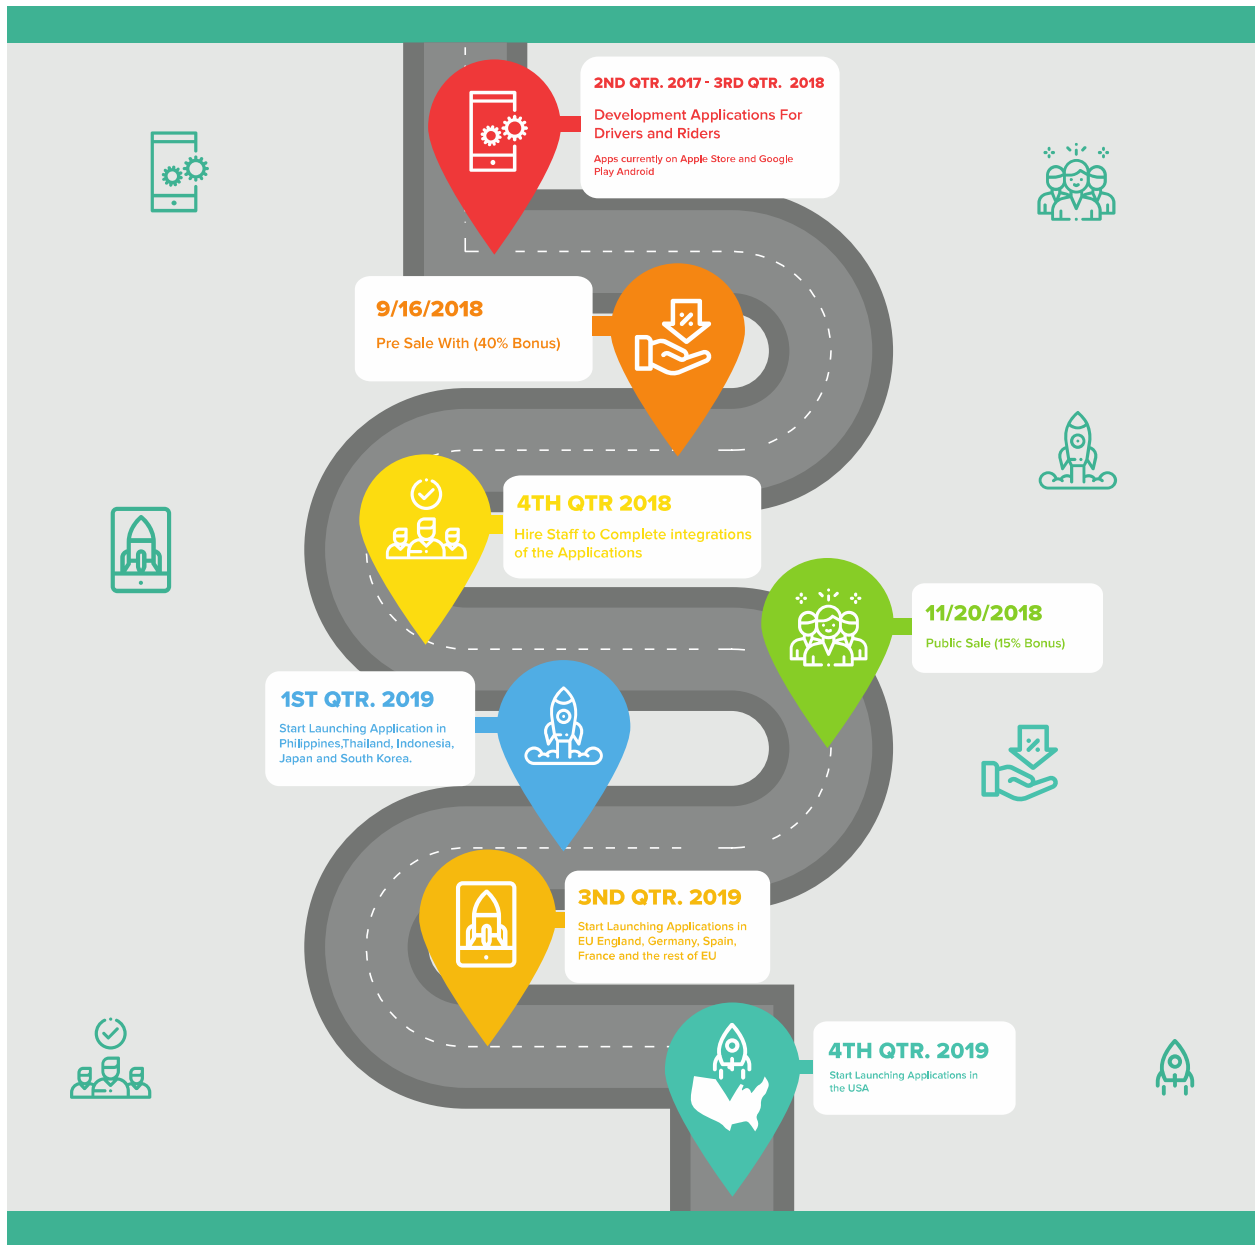 2ND QTR. 2017 - 3RD QTR. 2018
Development Applications For
Drivers and Riders
Apps currently on Apple Store and Google
Play Android
9/16/2018
Pre Sale With (40% Bonus)
4TH QTR 2018
Hire Staff to Complete integrations
of the Applications
11/20/2018
Public Sale (15% Bonus)
1ST QTR. 2019
Start Launching Application in
Philippines,Thailand, Indonesia,
Japan and South Korea.
3ND QTR. 2019
Start Launching Applications in
EU England, Germany, Spain,
France and the rest of EU
4TH QTR. 2019
Start Launching Applications in
the USA